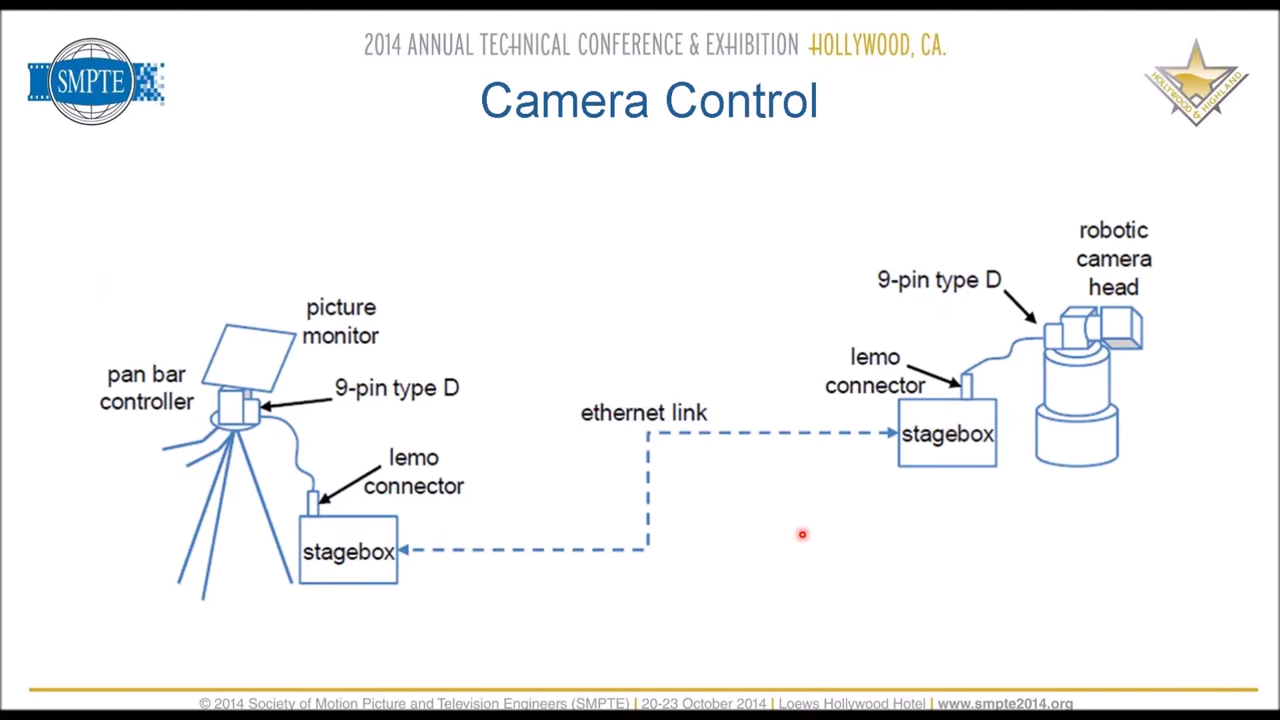 2014 ANNUAL TECHNICAL CONFERENCE & EXHIBITION HOLLYWOOD, CA.
SMPTE
HOLLYWOOD & HIGHLAND
Camera Control
robotic
camera
head
9-pin type D
picture
monitor
lemo
connector
pan bar
controller
9-pin type D
ethernet link
stagebox
lemo
connector
stagebox
© 2014 Society of Motion Picture and Television Engineers (SMPTE) | 20-23 October 2014 | Loews Hollywood Hotel | www.smpte2014.org